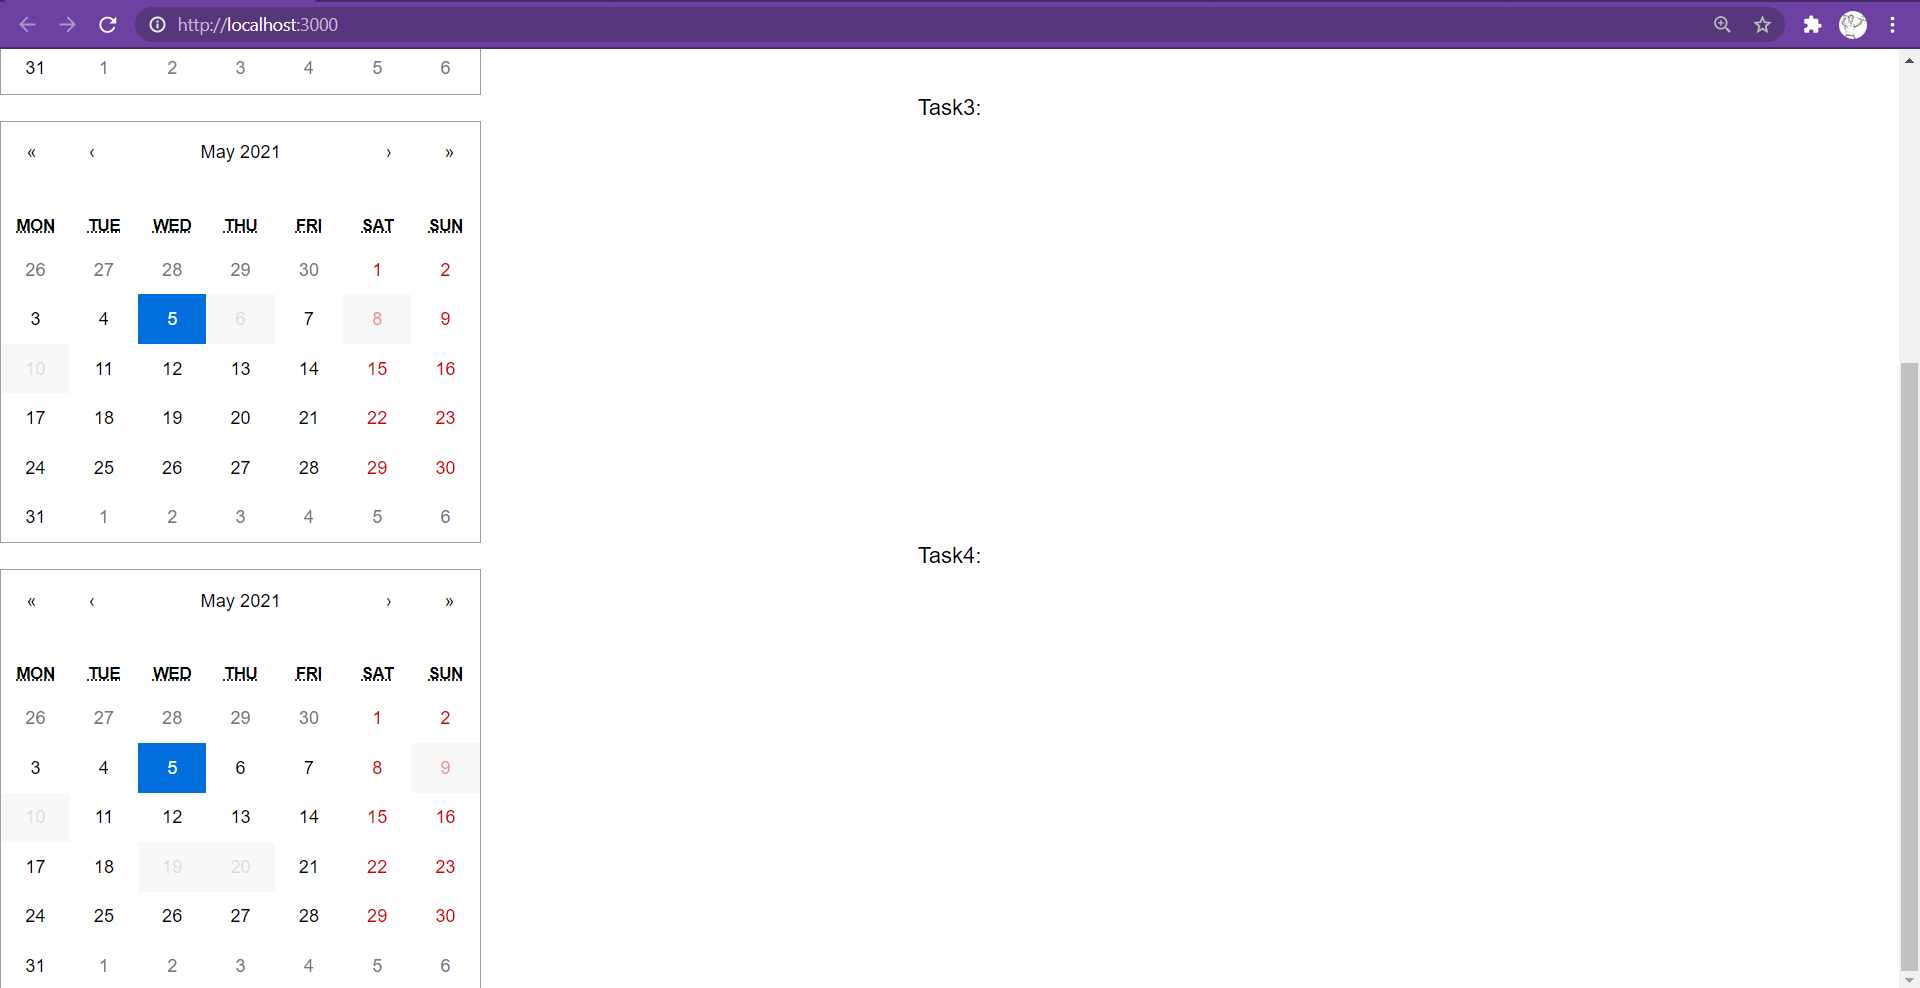 http://localhost:3000
31 1 2 3 4 5 6
Task3:
« ‹ May 2021 › »
MON TUE WED THU FRI SAT SUN
26 27 28 29 30 1 2
3 4 5 6 7 8 9
10 11 12 13 14 15 16
17 18 19 20 21 22 23
24 25 26 27 28 29 30
31 1 2 3 4 5 6
Task4:
« ‹ May 2021 › »
MON TUE WED THU FRI SAT SUN
26 27 28 29 30 1 2
3 4 5 6 7 8 9
10 11 12 13 14 15 16
17 18 19 20 21 22 23
24 25 26 27 28 29 30
31 1 2 3 4 5 6